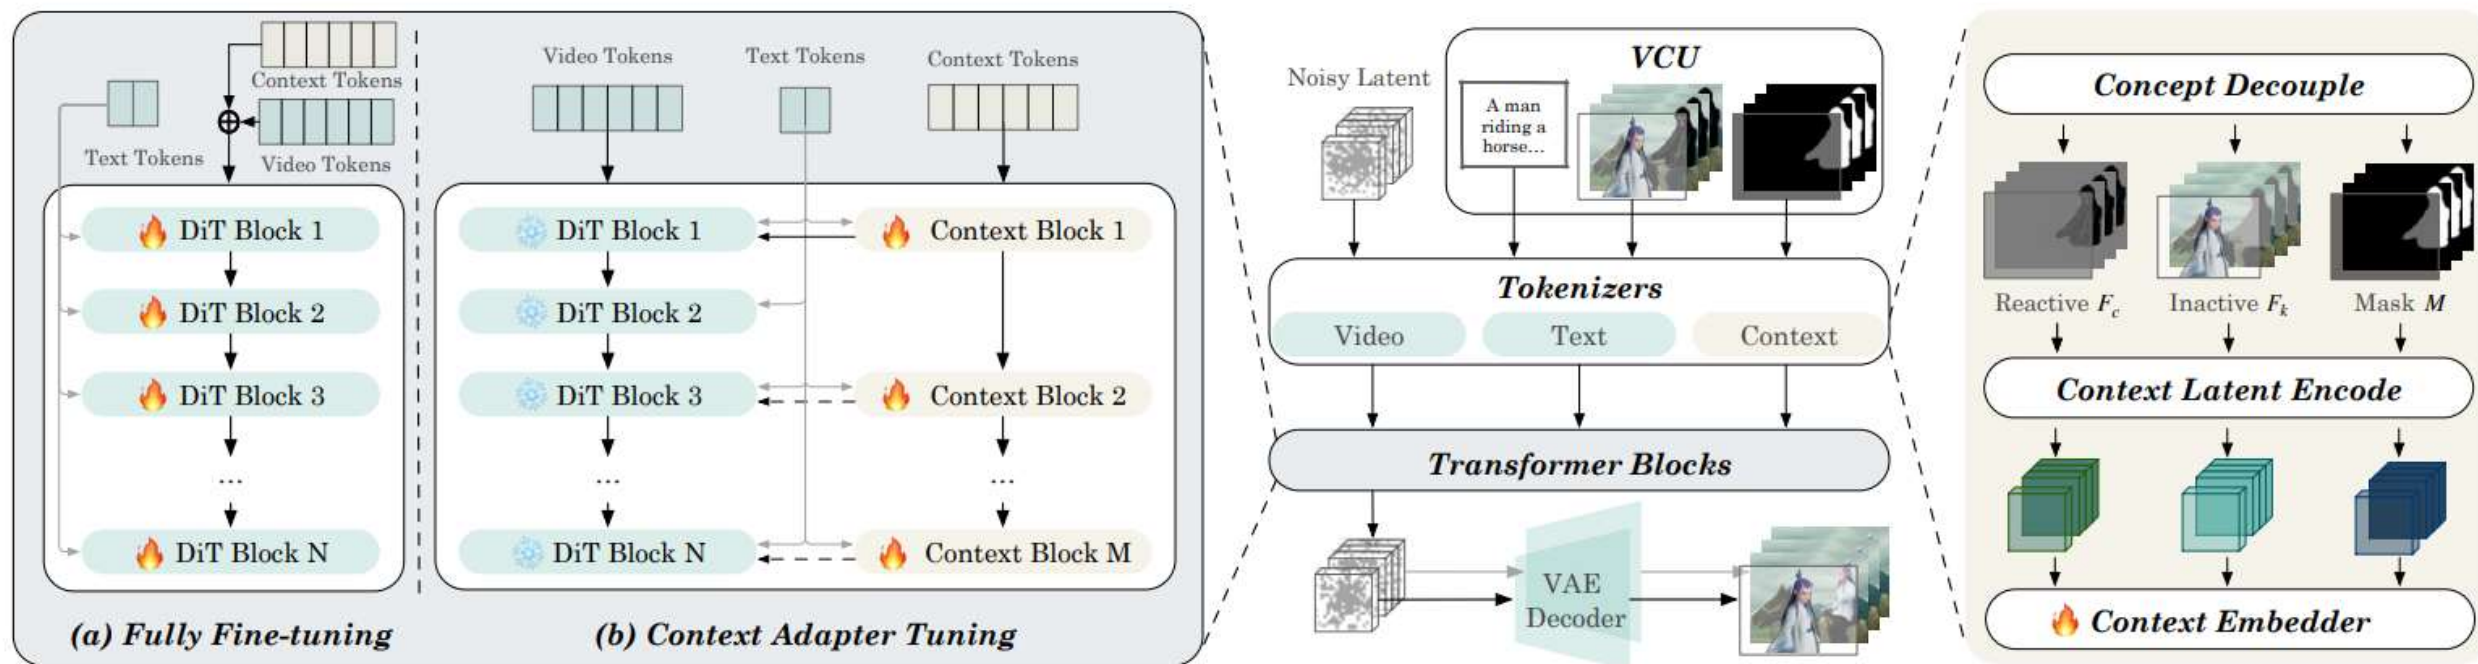 Context Tokens
Text Tokens
Video Tokens
DiT Block 1
DiT Block 2
DiT Block 3
...
DiT Block N
(a) Fully Fine-tuning
Video Tokens
Text Tokens
Context Tokens
DiT Block 1
Context Block 1
DiT Block 2
DiT Block 3
Context Block 2
...
...
DiT Block N
Context Block M
(b) Context Adapter Tuning
Noisy Latent
VCU
A man
riding a
horse...
Tokenizers
Video
Text
Context
Transformer Blocks
VAE
Decoder
Concept Decouple
Reactive F_c
Inactive F_k
Mask M
Context Latent Encode
Context Embedder